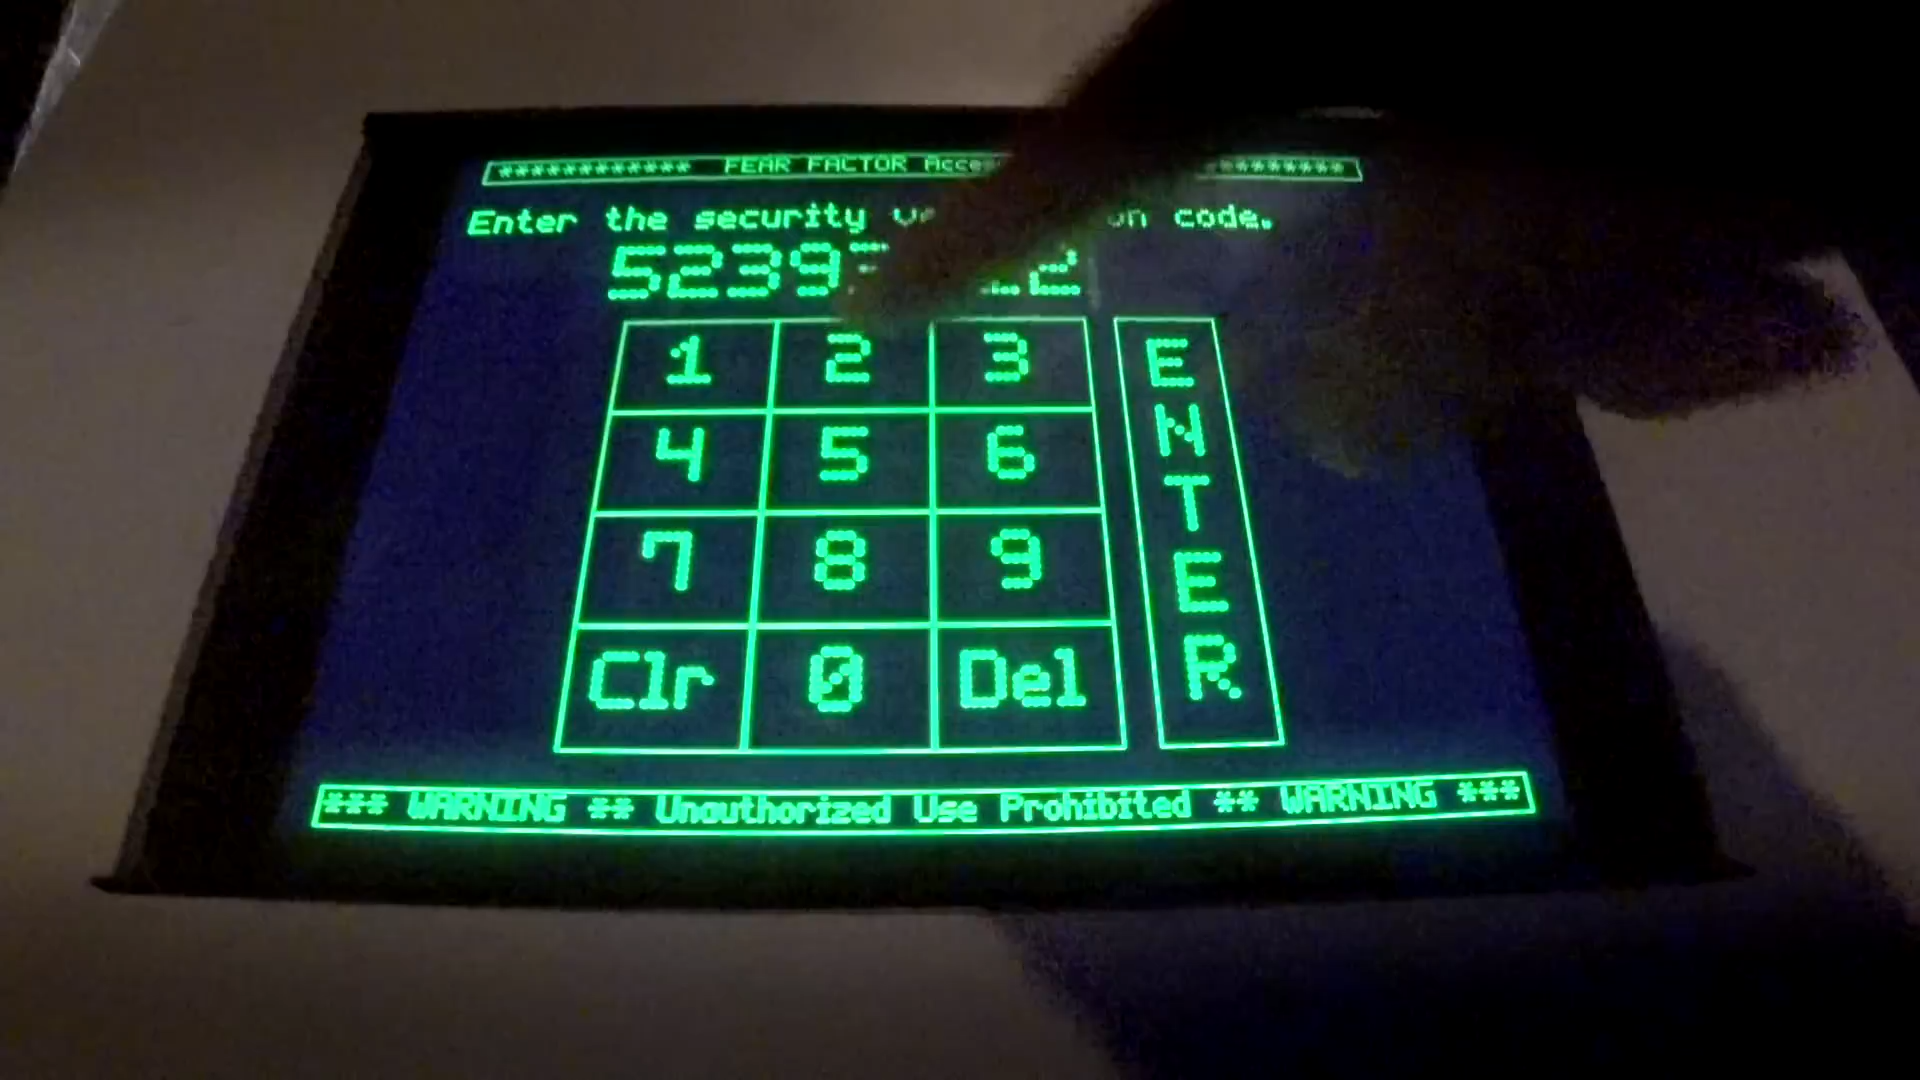 ************ FEAR FACTOR ********
Enter the security code.
5239 2
1 2 3
4 5 6
7 8 9
Clr 0 Del
ENTER
*** WARNING ** Unauthorized Use Prohibited ** WARNING ***